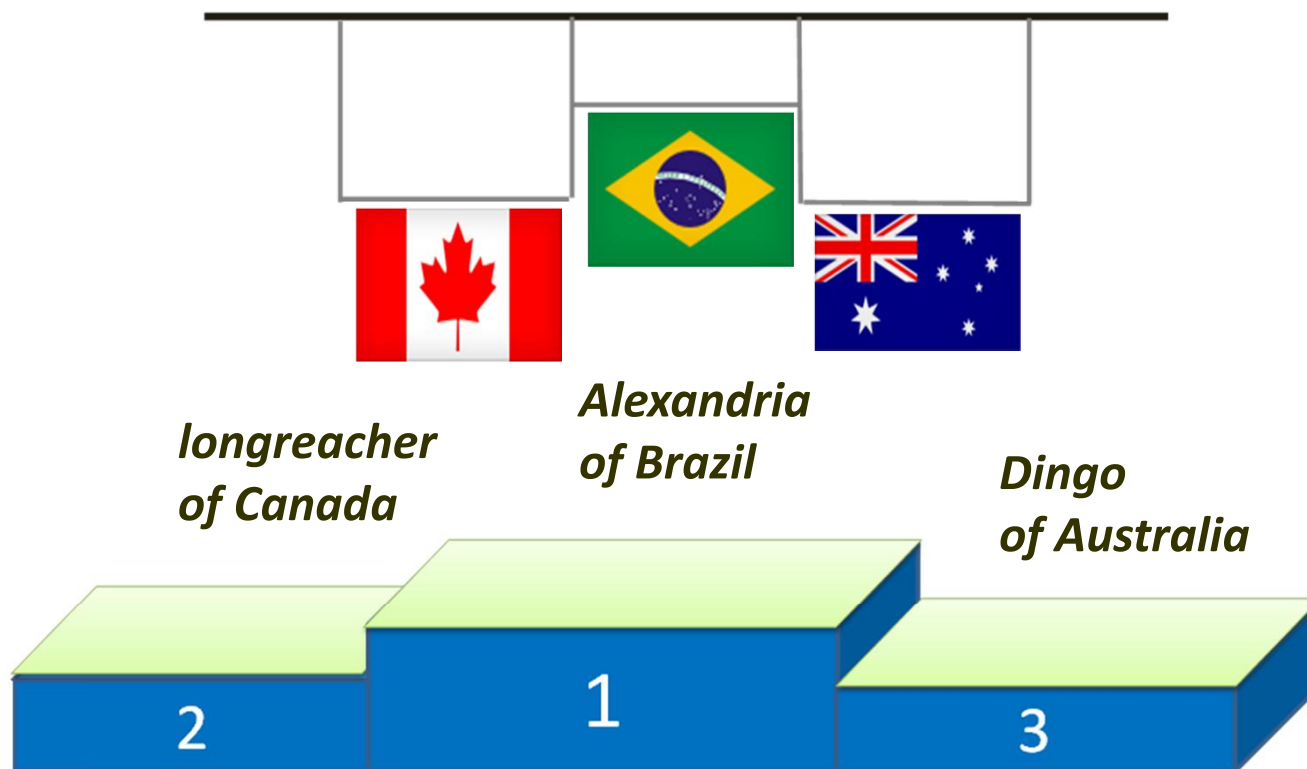 longreacher
of Canada
Alexandria
of Brazil
Dingo
of Australia
2
1
3